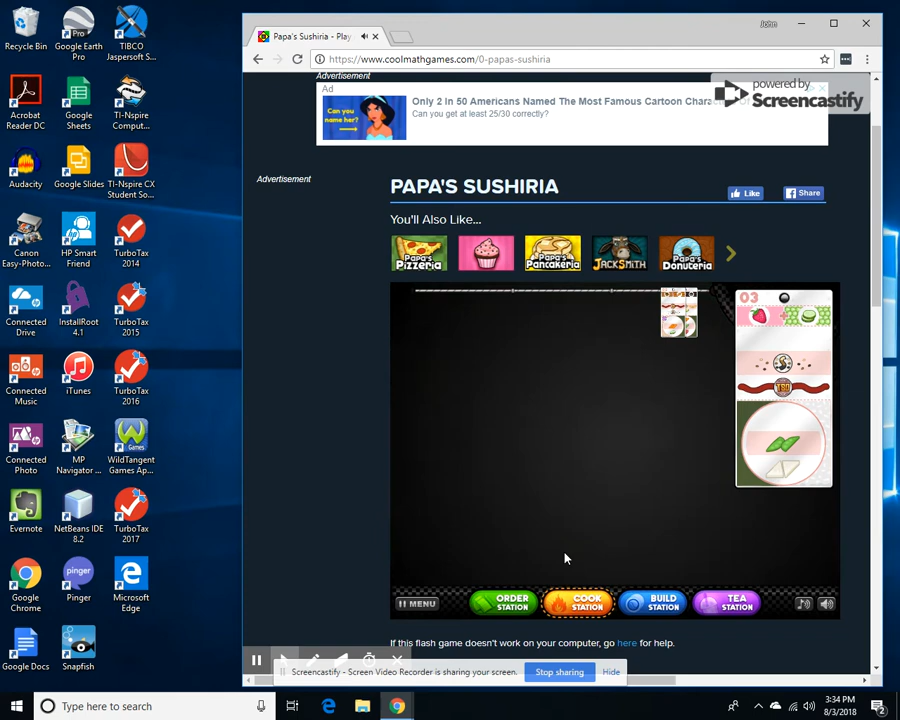 Recycle Bin
Google Earth
Pro
TIBCO
Jaspersoft S...
Acrobat
Reader DC
Google
Sheets
TI-Nspire
Comput...
Audacity
Google Slides
TI-Nspire CX
Student So...
Canon
Easy-Photo...
HP Smart
Friend
TurboTax
2014
Connected
Drive
InstallRoot
4.1
TurboTax
2015
Connected
Music
iTunes
TurboTax
2016
Connected
Photo
MP
Navigator ...
WildTangent
Games Ap...
Evernote
NetBeans IDE
8.2
TurboTax
2017
Google
Chrome
Pinger
Microsoft
Edge
Google Docs
Snapfish
Papa's Sushiria - Play
John
https://www.coolmathgames.com/0-papas-sushiria
Advertisement
Ad
Can you
name her?
Only 2 In 50 Americans Named The Most Famous Cartoon Charac
Can you get at least 25/30 correctly?
powered by
Screencastify
Advertisement
PAPA'S SUSHIRIA
Like
Share
You'll Also Like...
Papa's
Pizzeria
Papa's
Pancakeria
JACKSMITH
Papa's
Donuteria
03
S
TSO
MENU
ORDER
STATION
COOK
STATION
BUILD
STATION
TEA
STATION
If this flash game doesn't work on your computer, go here for help.
Screencastify - Screen Video Recorder is sharing your screen.
Stop sharing
Hide
Type here to search
3:34 PM
8/3/2018
2